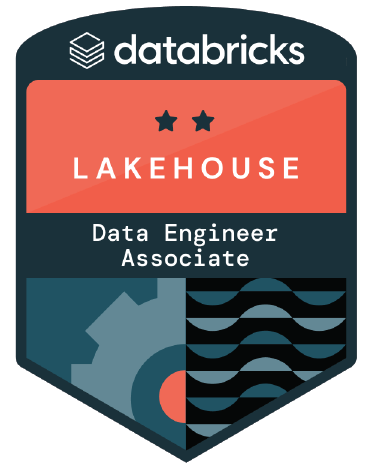 databricks
LAKEHOUSE
Data Engineer
Associate